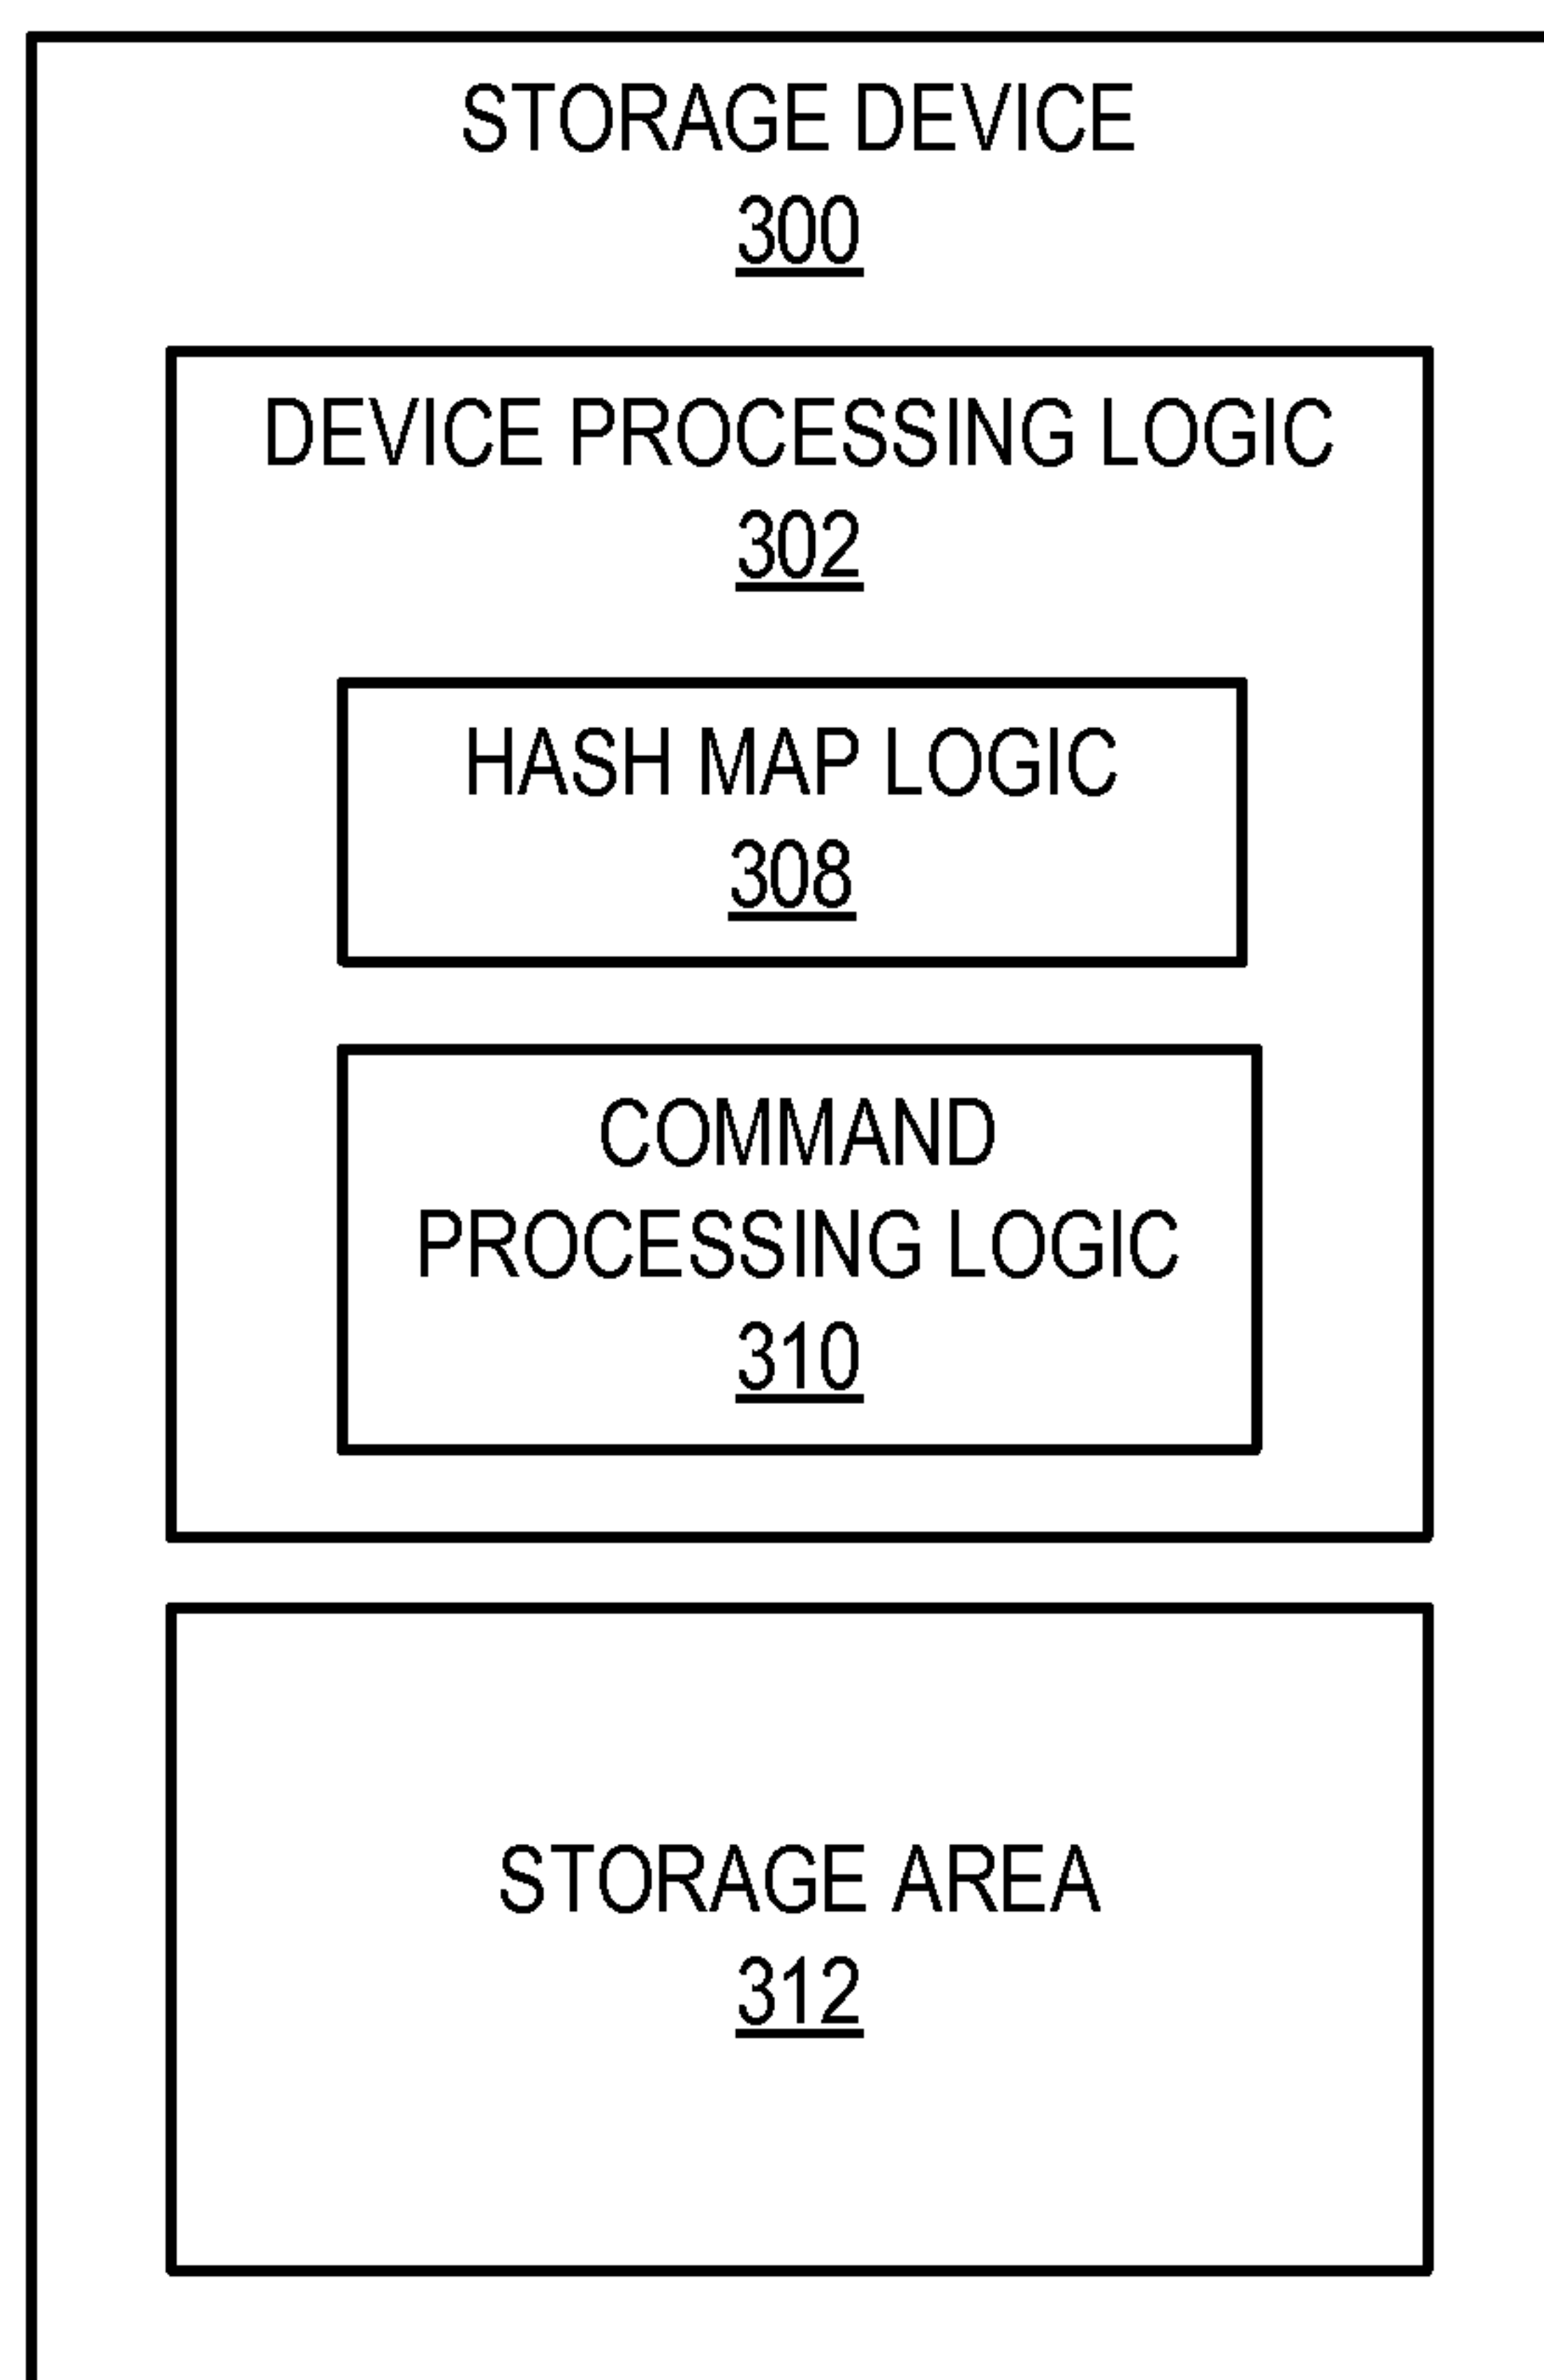 STORAGE DEVICE
300
DEVICE PROCESSING LOGIC
302
HASH MAP LOGIC
308
COMMAND
PROCESSING LOGIC
310
STORAGE AREA
312